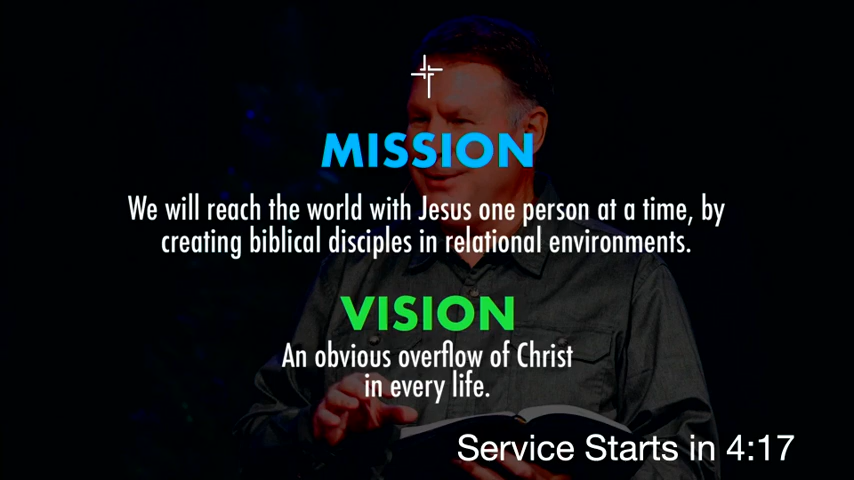 MISSION
We will reach the world with Jesus one person at a time, by
creating biblical disciples in relational environments.
VISION
An obvious overflow of Christ
in every life.
Service Starts in 4:17